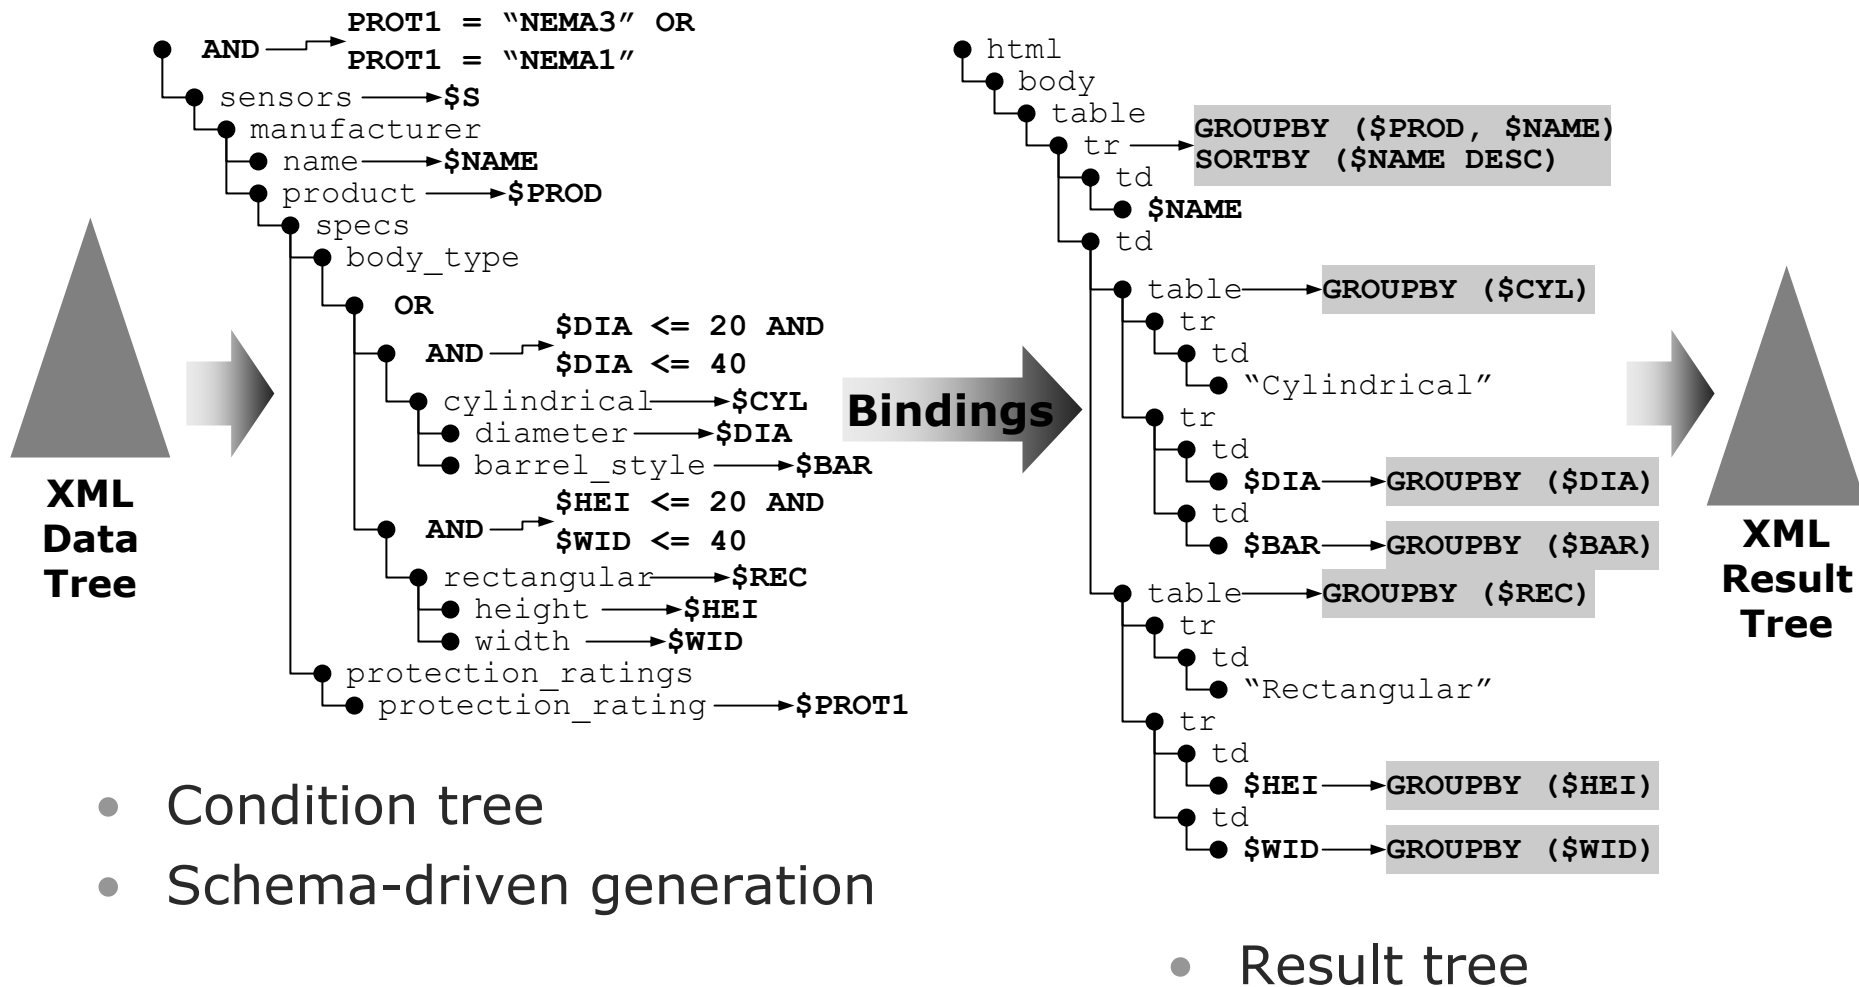 PROT1 = “NEMA3” OR
AND
PROT1 = “NEMA1”
sensors $S
manufacturer
name $NAME
product $PROD
specs
body_type
OR
$DIA <= 20 AND
AND
$DIA <= 40
cylindrical $CYL
diameter $DIA
barrel_style $BAR
$HEI <= 20 AND
AND
$WID <= 40
rectangular $REC
height $HEI
width $WID
protection_ratings
protection_rating $PROT1
XML
Data
Tree
Bindings
html
body
table
GROUPBY ($PROD, $NAME)
tr
SORTBY ($NAME DESC)
td
$NAME
td
table GROUPBY ($CYL)
tr
td
“Cylindrical”
tr
td
$DIA GROUPBY ($DIA)
td
$BAR GROUPBY ($BAR)
table GROUPBY ($REC)
tr
td
“Rectangular”
tr
td
$HEI GROUPBY ($HEI)
td
$WID GROUPBY ($WID)
XML
Result
Tree
• Condition tree
• Schema-driven generation
• Result tree